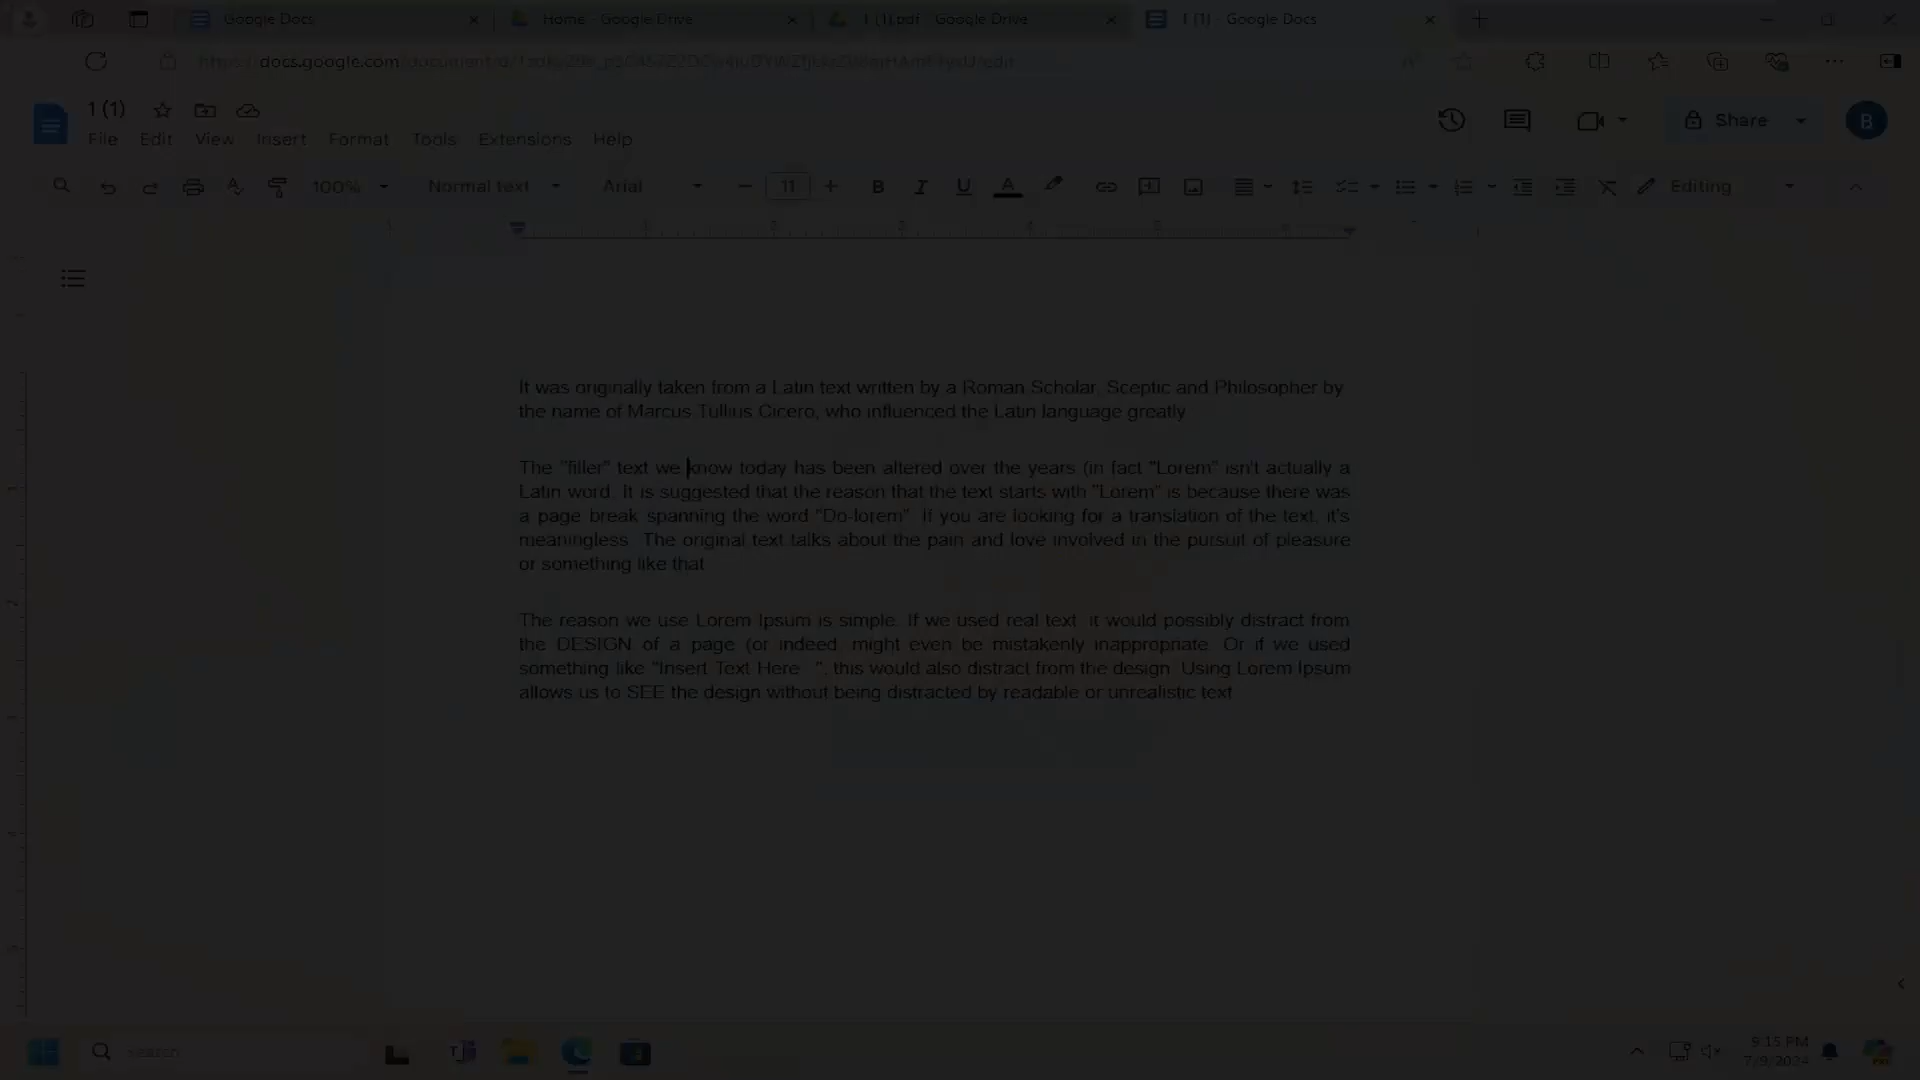 Google Docs
Home - Google Drive
1 (1).pdf - Google Drive
1 (1) - Google Docs
docs.google.com
1 (1)
File Edit View Insert Format Tools Extensions Help
Share
B
100% Normal text Arial 11 Editing
It was originally taken from a Latin text written by a Roman Scholar, Sceptic and Philosopher by
the name of Marcus Tullius Cicero, who influenced the Latin language greatly
The "filler" text we know today has been altered over the years (in fact "Lorem" isn't actually a
Latin word. It is suggested that the reason that the text starts with "Lorem" is because there was
a page break spanning the word "Do-lorem". If you are looking for a translation of the text, it's
meaningless. The original text talks about the pain and love involved in the pursuit of pleasure
or something like that
The reason we use Lorem Ipsum is simple. If we used real text, it would possibly distract from
the DESIGN of a page (or indeed, might even be mistakenly inappropriate. Or if we used
something like "Insert Text Here ", this would also distract from the design. Using Lorem Ipsum
allows us to SEE the design without being distracted by readable or unrealistic text
Search
9:15 PM
7/9/2024